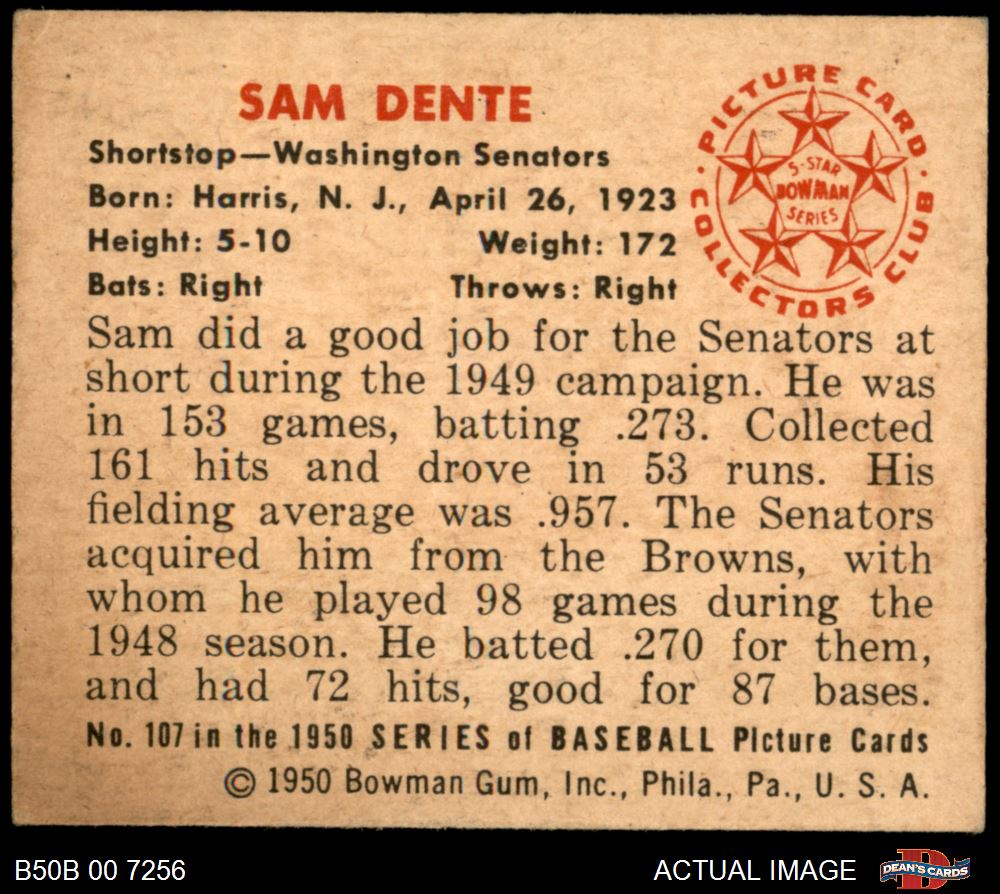 SAM DENTE
Shortstop—Washington Senators
Born: Harris, N. J., April 26, 1923
Height: 5-10 Weight: 172
Bats: Right Throws: Right
PICTURE CARD
COLLECTORS CLUB
5-STAR
BOWMAN
SERIES
Sam did a good job for the Senators at
short during the 1949 campaign. He was
in 153 games, batting .273. Collected
161 hits and drove in 53 runs. His
fielding average was .957. The Senators
acquired him from the Browns, with
whom he played 98 games during the
1948 season. He batted .270 for them,
and had 72 hits, good for 87 bases.
No. 107 in the 1950 SERIES of BASEBALL Picture Cards
© 1950 Bowman Gum, Inc., Phila., Pa., U. S. A.
B50B 00 7256
ACTUAL IMAGE
DEAN'S CARDS